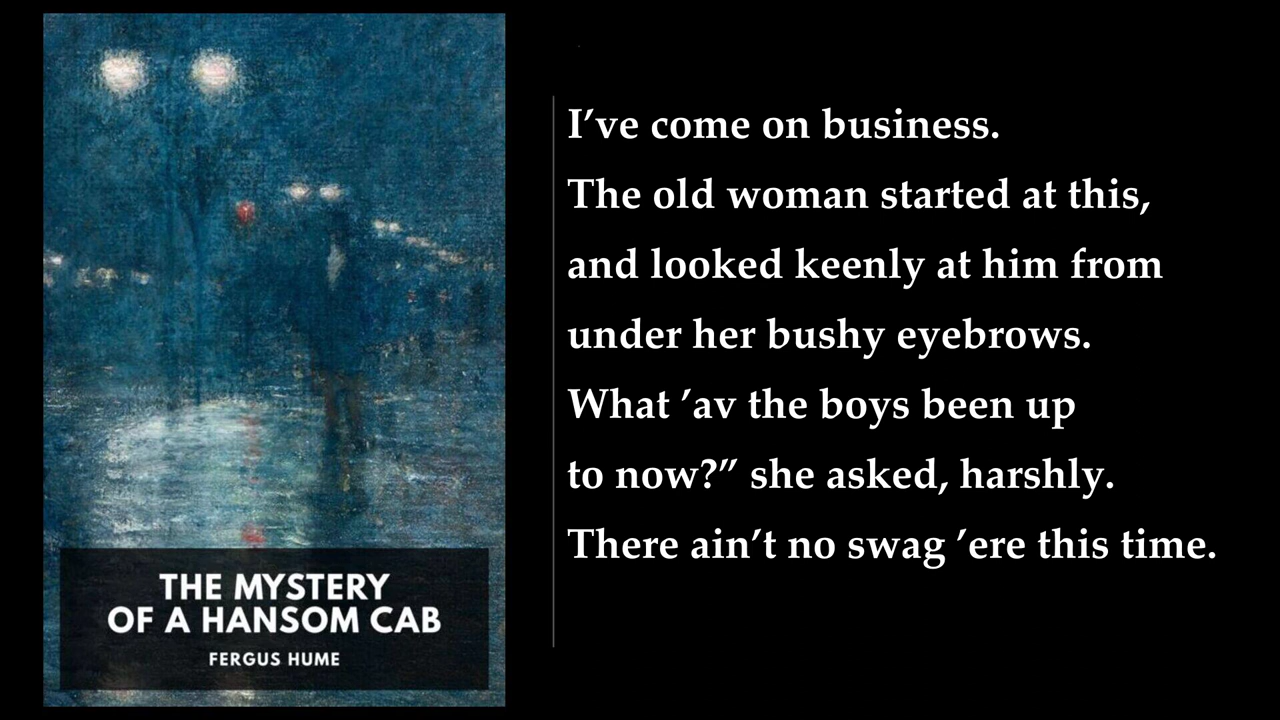 THE MYSTERY
OF A HANSOM CAB
FERGUS HUME
I’ve come on business.
The old woman started at this,
and looked keenly at him from
under her bushy eyebrows.
What ’av the boys been up
to now?” she asked, harshly.
There ain’t no swag ’ere this time.